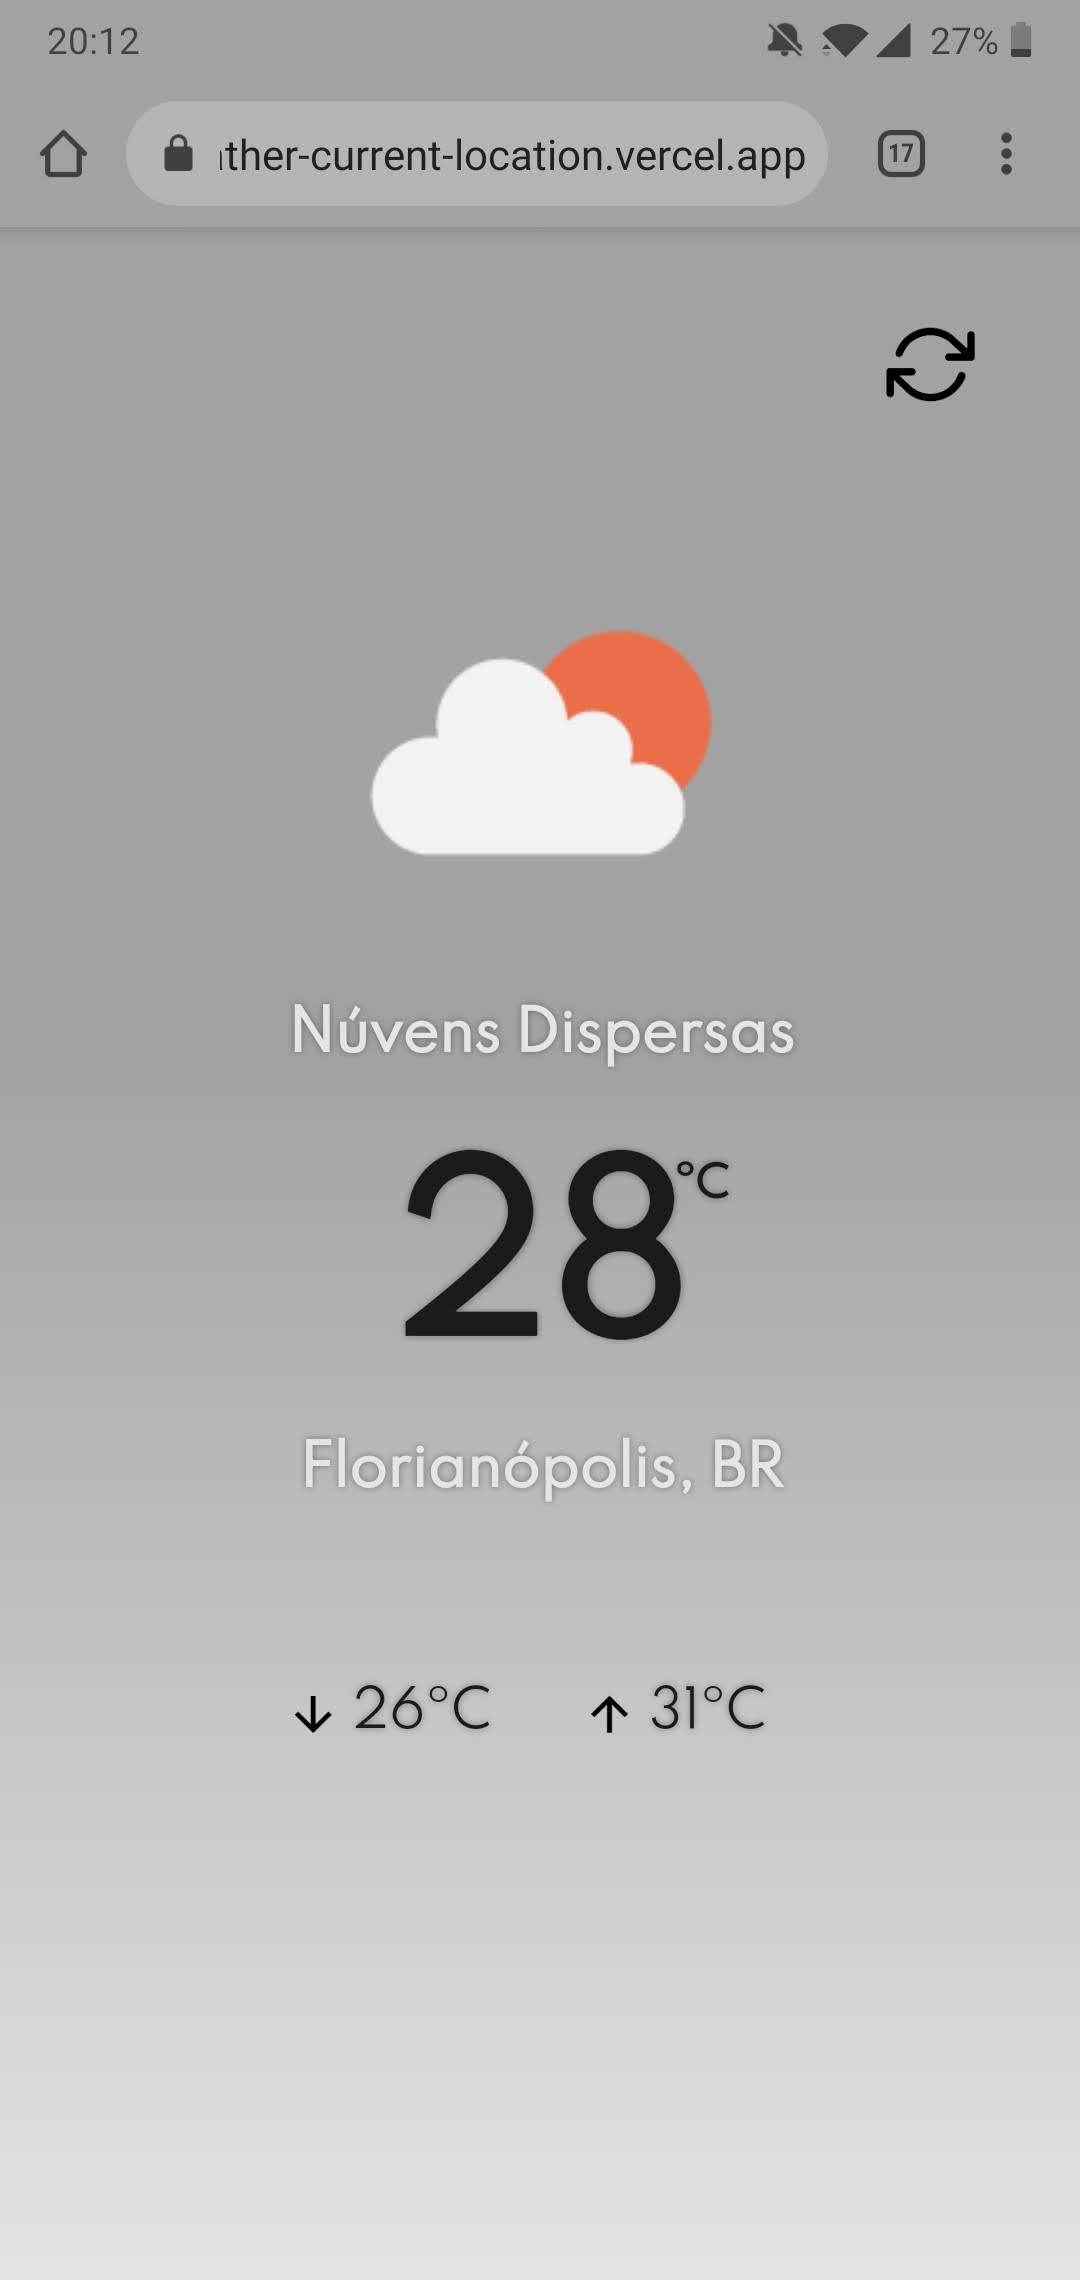 20:12 27%
ther-current-location.vercel.app 17
Núvens Dispersas
28°C
Florianópolis, BR
↓ 26°C ↑ 31°C